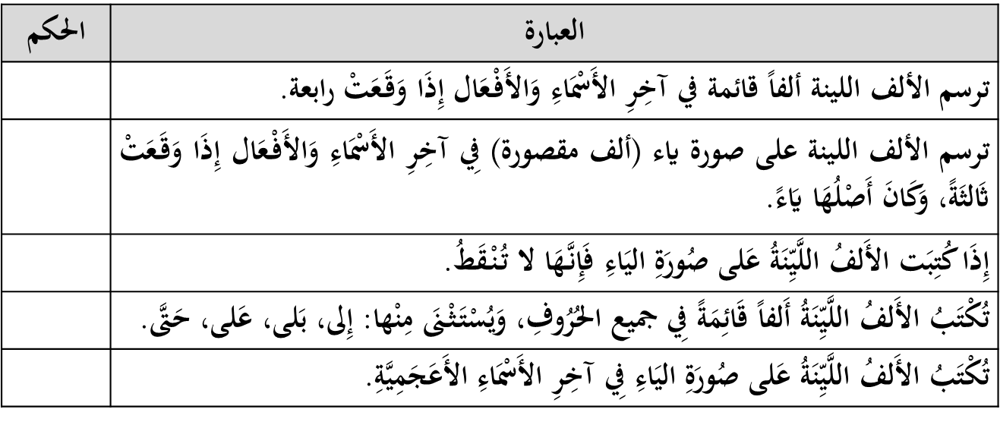 العبارة الحكم
ترسم الألف اللينة ألفاً قائمة في آخِرِ الأَسْمَاءِ وَالأَفْعَال إِذَا وَقَعَتْ رابعة.
ترسم الألف اللينة على صورة ياء (ألف مقصورة) فِي آخِرِ الأَسْمَاءِ وَالأَفْعَال إِذَا وَقَعَتْ
ثَالثَةً، وَكَانَ أَصْلُهَا يَاءً.
إِذَا كُتِبَت الأَلفُ اللَّيِّنَةُ عَلى صُورَةِ اليَاءِ فَإِنَّهَا لا تُنْقَطُ.
تُكْتَبُ الأَلفُ اللَّيِّنَةُ أَلفاً قَائِمَةً فِي جميع الحُرُوفِ، وَيُسْتَثْنَى مِنْها: إِلى، بَلى، عَلى، حَتَّى.
تُكْتَبُ الأَلفُ اللَّيِّنَةُ عَلى صُورَةِ اليَاءِ فِي آخِرِ الأَسْمَاءِ الأَعَجَمِيَّةِ.